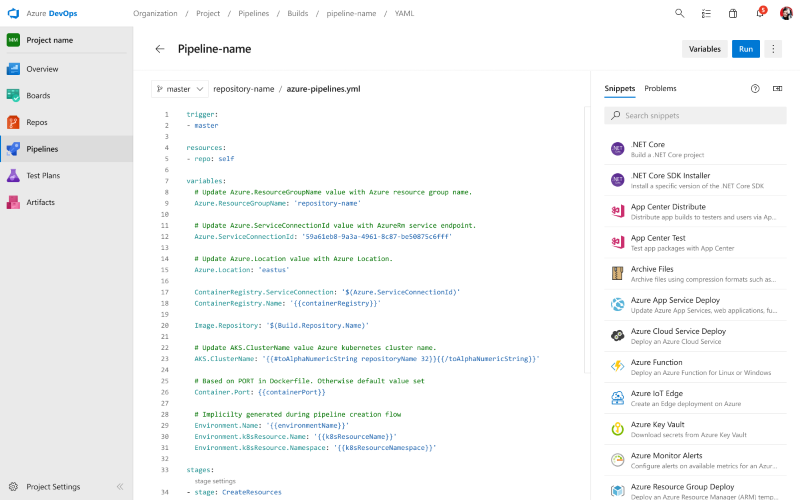 Azure DevOps
Organization / Project / Pipelines / Builds / pipeline-name / YAML
5
MM Project name
Overview
Boards
Repos
Pipelines
Test Plans
Artifacts
Project Settings
Pipeline-name
Variables
Run
master
repository-name / azure-pipelines.yml
1 trigger:
2 - master
3
4 resources:
5 - repo: self
6
7 variables:
8 # Update Azure.ResourceGroupName value with Azure resource group name.
9 Azure.ResourceGroupName: 'repository-name'
10
11 # Update Azure.ServiceConnectionId value with AzureRm service endpoint.
12 Azure.ServiceConnectionId: '59a61eb8-9a3a-4961-8c87-be50875c6fff'
13
14 # Update Azure.Location value with Azure Location.
15 Azure.Location: 'eastus'
16
17 ContainerRegistry.ServiceConnection: '$(Azure.ServiceConnectionId)'
18 ContainerRegistry.Name: '{{containerRegistry}}'
19
20 Image.Repository: '$(Build.Repository.Name)'
21
22 # Update AKS.ClusterName value Azure kubernetes cluster name.
23 AKS.ClusterName: '{{#toAlphaNumericString repositoryName 32}}{{/toAlphaNumericString}}'
24
25 # Based on PORT in Dockerfile. Otherwise default value set
26 Container.Port: {{containerPort}}
27
28 # Implicilty generated during pipeline creation flow
29 Environment.Name: '{{environmentName}}'
30 Environment.k8sResource.Name: '{{k8sResourceName}}'
31 Environment.k8sResource.Namespace: '{{k8sResourceNamespace}}'
32
33 stages:
stage settings
34 - stage: CreateResources
Snippets Problems
Search snippets
.NET Core
Build a .NET Core project
.NET Core SDK Installer
Install a specific version of the .NET Core SDK
App Center Distribute
Distribute app builds to testers and users via Ap...
App Center Test
Test app packages with App Center
Archive Files
Archive files using compression formats such as...
Azure App Service Deploy
Update Azure App Services, web applications, fu...
Azure Cloud Service Deploy
Deploy an Azure Cloud Service
Azure Function
Deploy an Azure Function for Linux or Windows
Azure IoT Edge
Create an Edge deployment on Azure
Azure Key Vault
Download secrets from Azure Key Vault
Azure Monitor Alerts
Configure alerts on available metrics for an Azur...
Azure Resource Group Deploy
Deploy an Azure Resource Manager (ARM) temp...